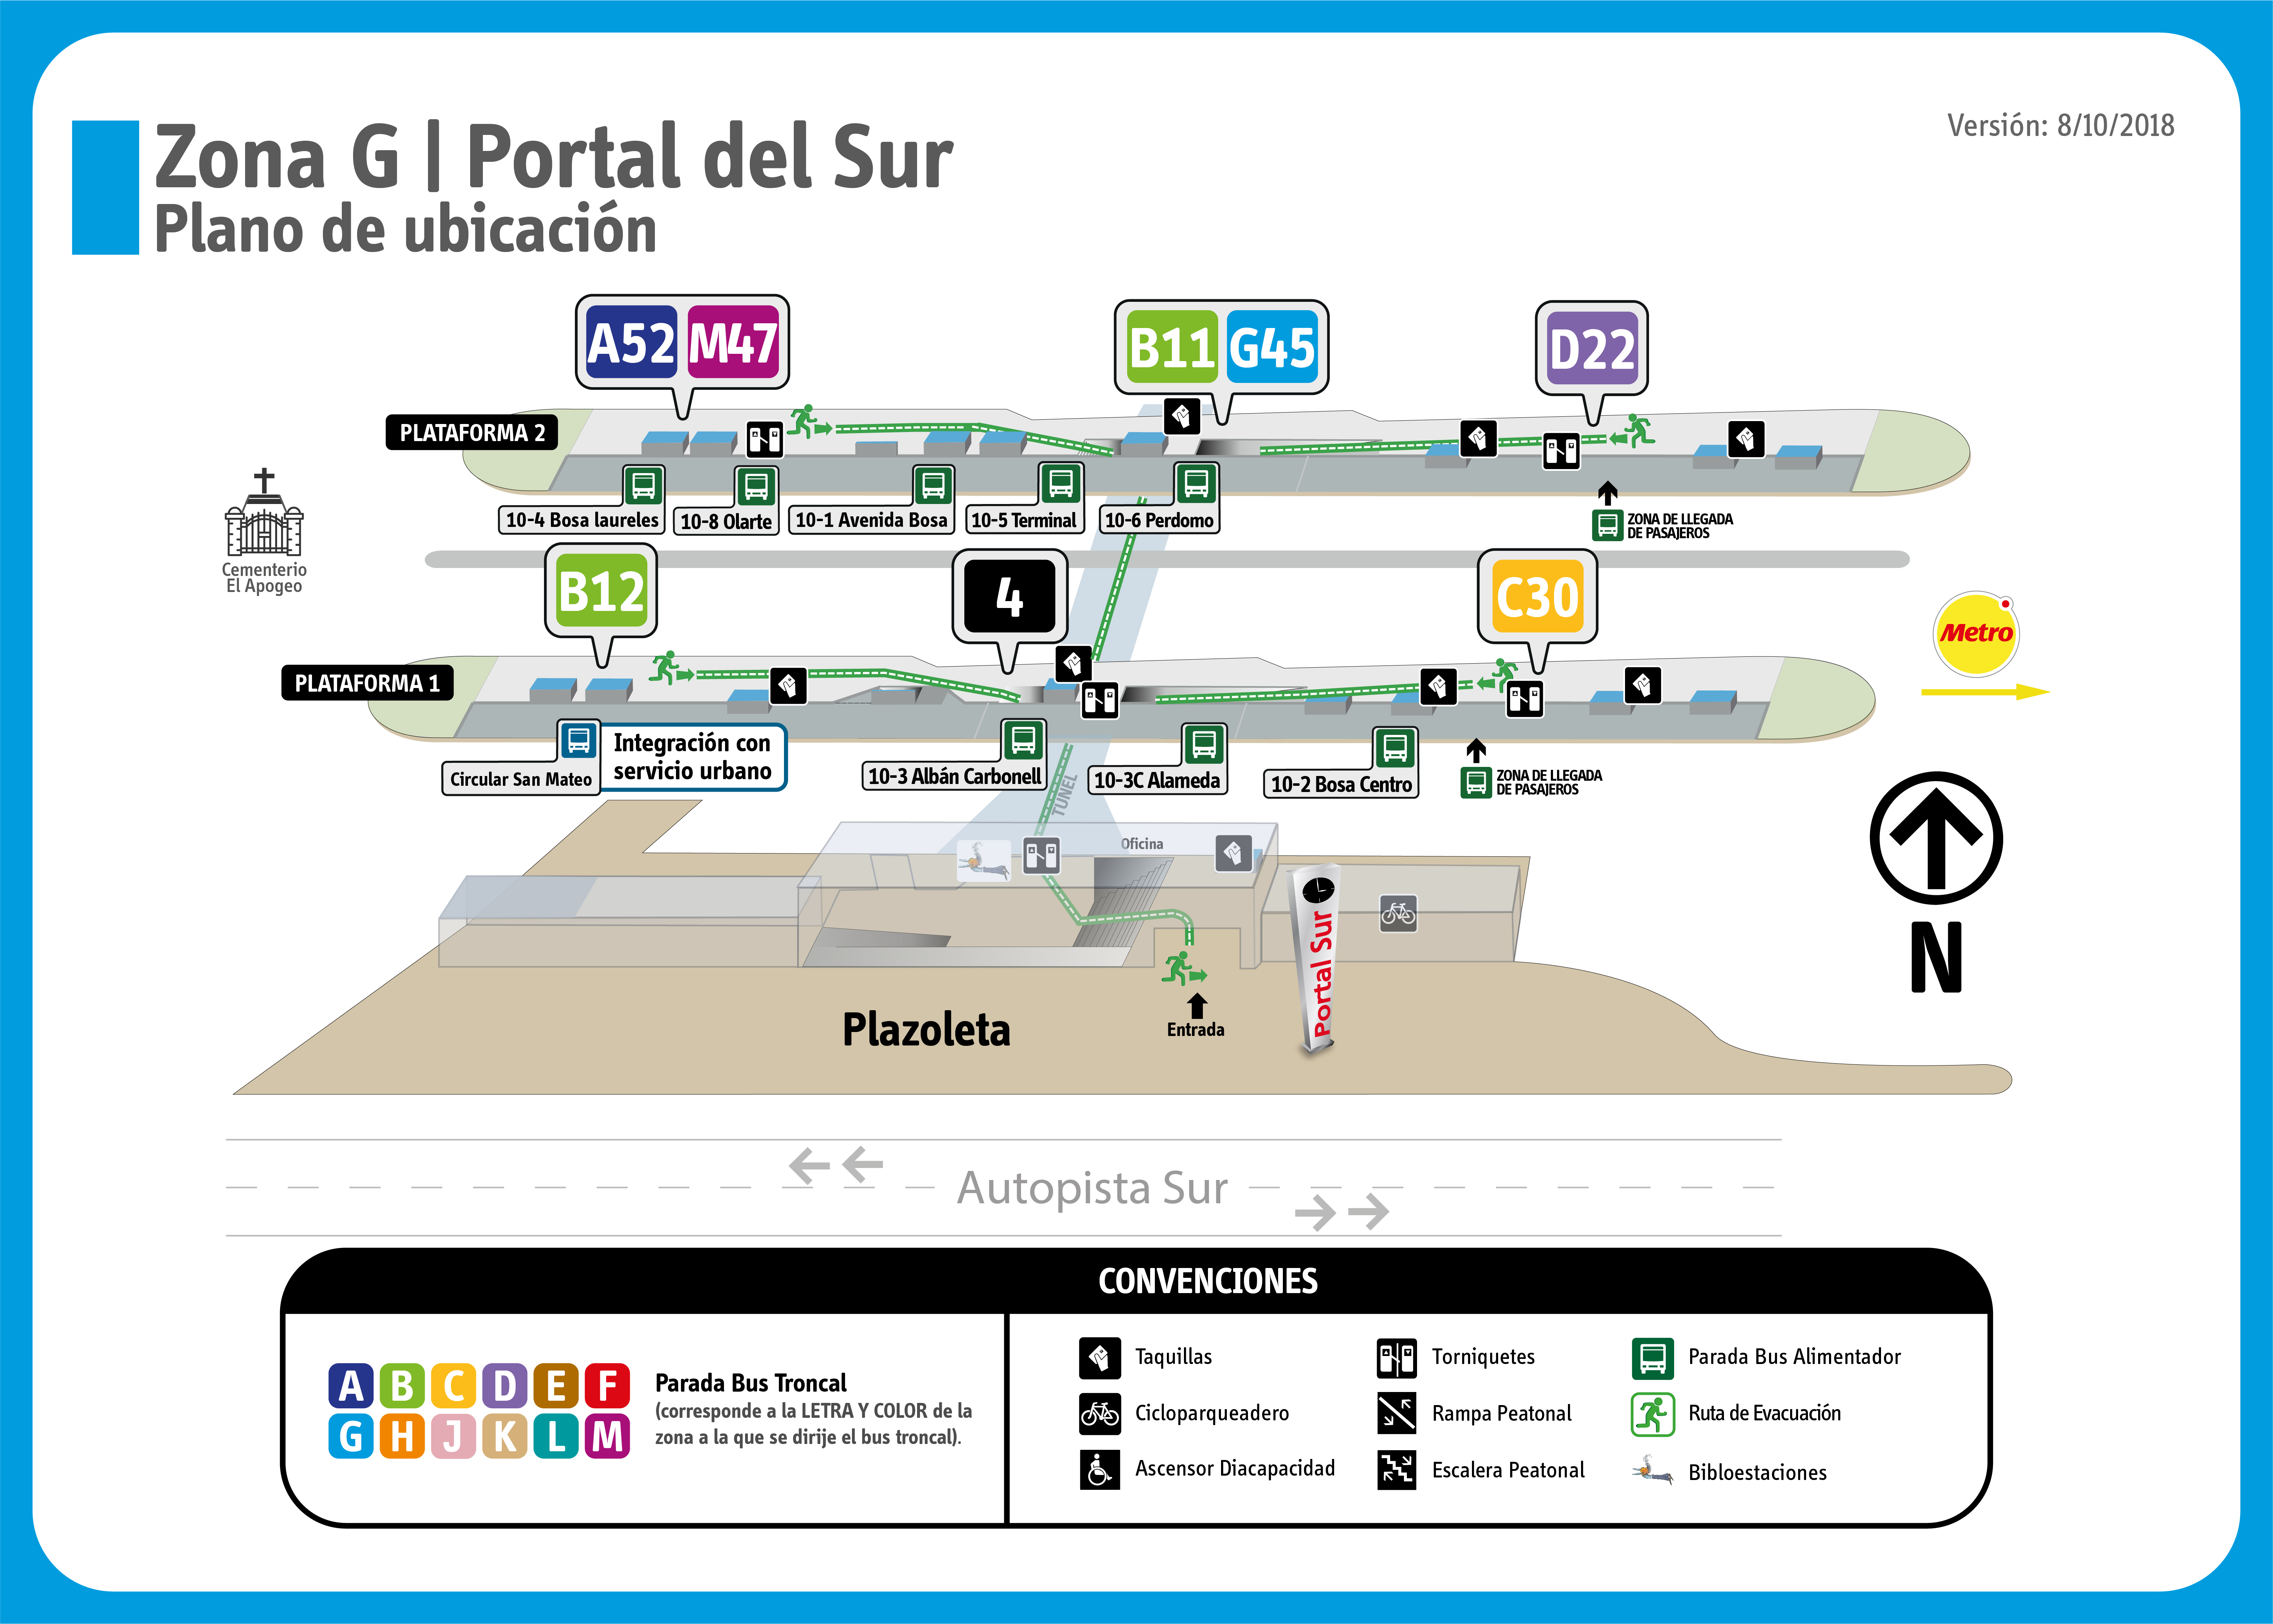 Zona G | Portal del Sur
Plano de ubicación
Versión: 8/10/2018
A52 M47
B11 G45
D22
PLATAFORMA 2
10-4 Bosa laureles
10-8 Olarte
10-1 Avenida Bosa
10-5 Terminal
10-6 Perdomo
ZONA DE LLEGADA
DE PASAJEROS
Cementerio
El Apogeo
B12
4
C30
Metro
PLATAFORMA 1
Circular San Mateo
Integración con
servicio urbano
10-3 Albán Carbonell
10-3C Alameda
10-2 Bosa Centro
ZONA DE LLEGADA
DE PASAJEROS
TUNEL
Oficina
Portal Sur
Plazoleta
Entrada
N
Autopista Sur
CONVENCIONES
A B C D E F
G H J K L M
Parada Bus Troncal
(corresponde a la LETRA Y COLOR de la
zona a la que se dirije el bus troncal).
Taquillas
Torniquetes
Parada Bus Alimentador
Cicloparqueadero
Rampa Peatonal
Ruta de Evacuación
Ascensor Diacapacidad
Escalera Peatonal
Bibloestaciones